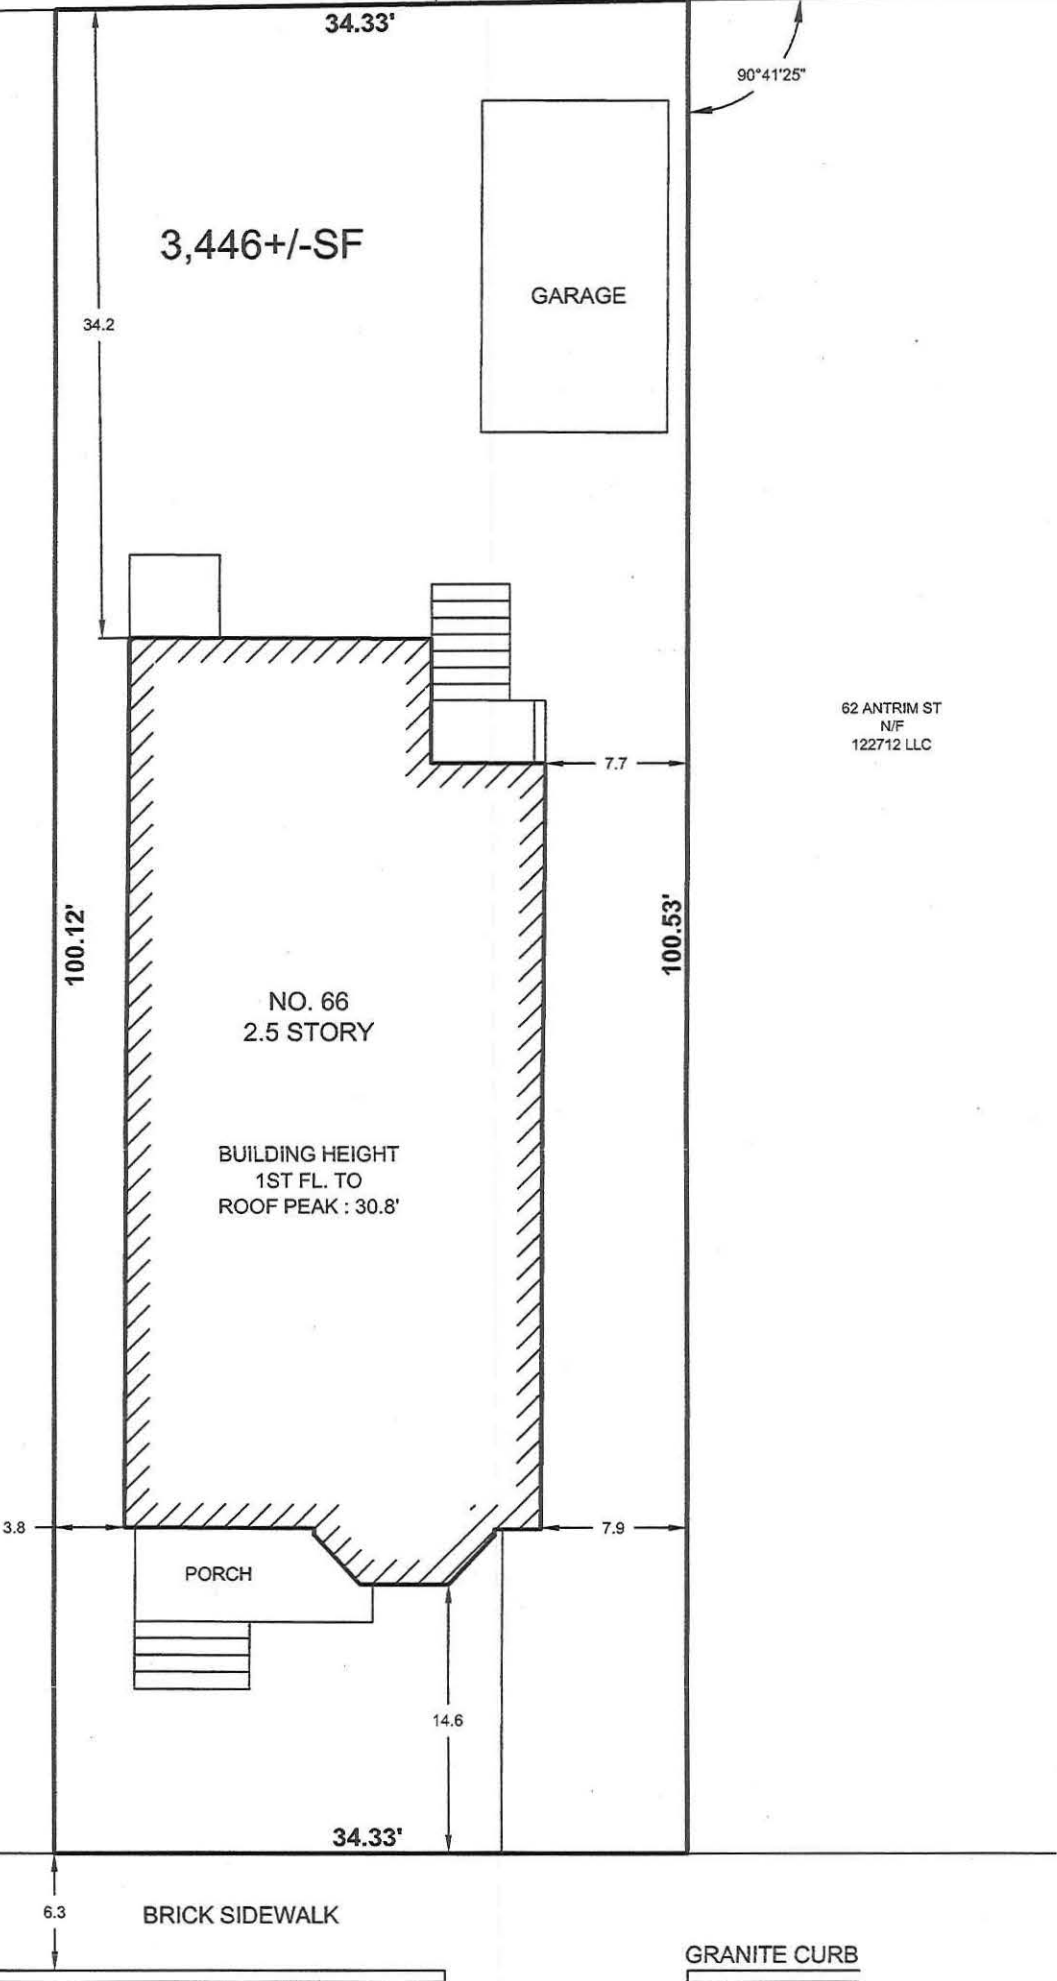 34.33'
90°41'25"
3,446+/-SF
GARAGE
34.2
62 ANTRIM ST
N/F
122712 LLC
7.7
100.12'
100.53'
NO. 66
2.5 STORY
BUILDING HEIGHT
1ST FL. TO
ROOF PEAK : 30.8'
3.8
7.9
PORCH
14.6
34.33'
6.3
BRICK SIDEWALK
GRANITE CURB